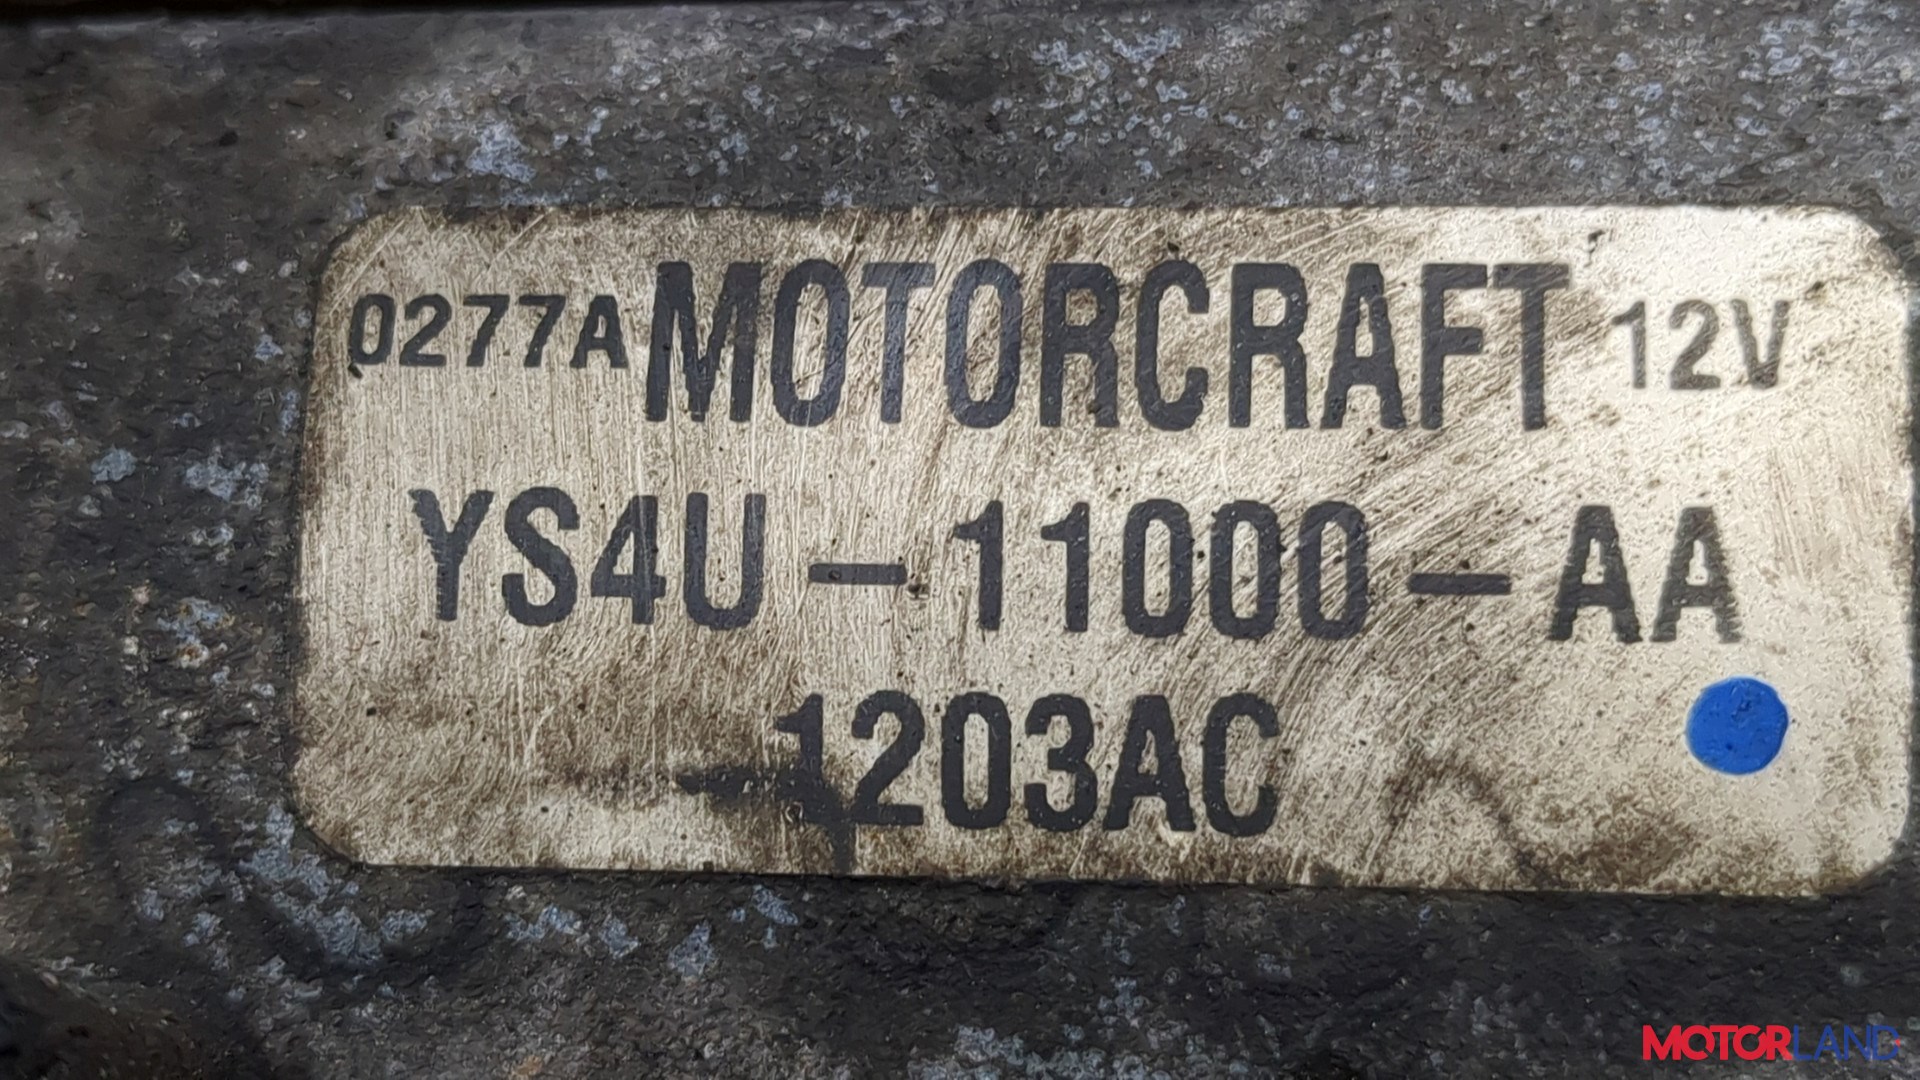 0277A MOTORCRAFT 12V
YS4U-11000-AA
1203AC
MOTORLAND